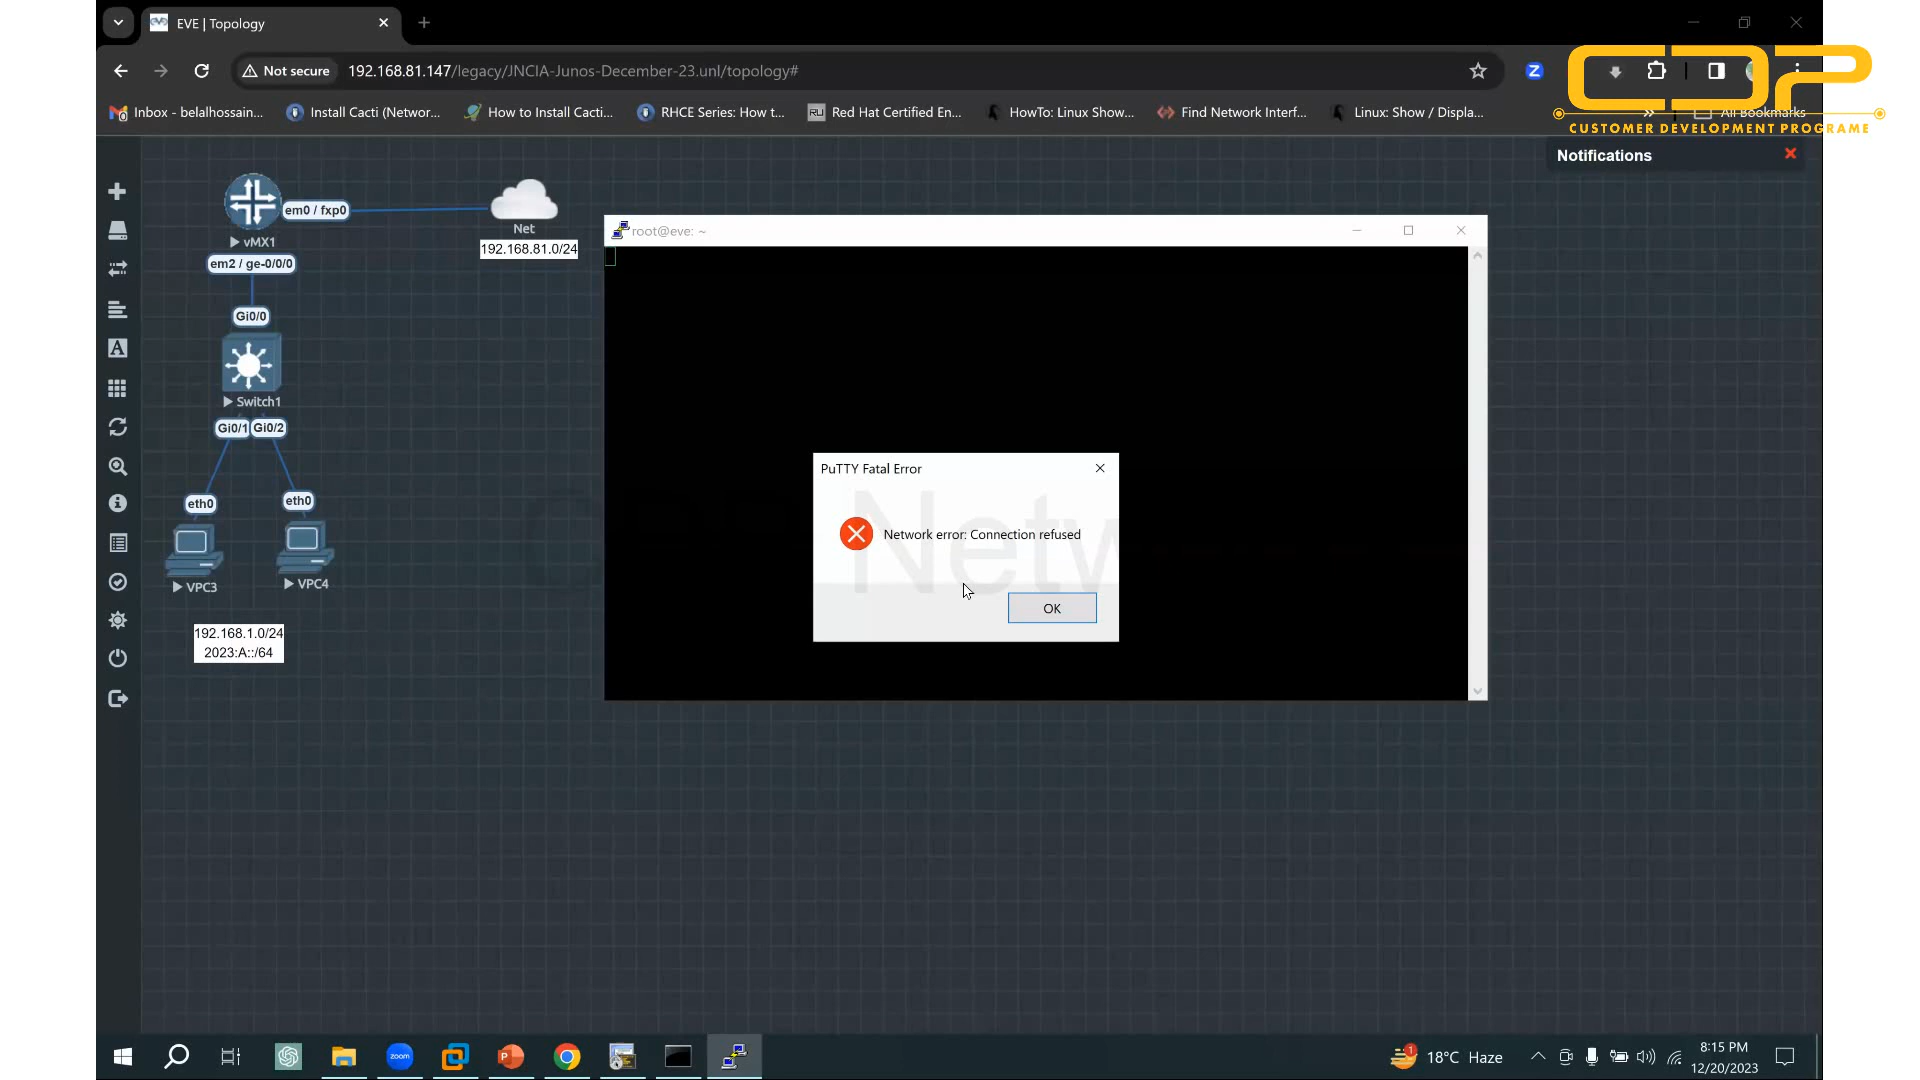 EVE | Topology
Not secure
192.168.81.147/legacy/JNCIA-Junos-December-23.unl/topology#
Z
CDP
CUSTOMER DEVELOPMENT PROGRAME
Inbox - belalhossain...
Install Cacti (Networ...
How to Install Cacti...
RHCE Series: How t...
RU
Red Hat Certified En...
HowTo: Linux Show...
Find Network Interf...
Linux: Show / Displa...
All Bookmarks
Notifications
em0 / fxp0
vMX1
Net
192.168.81.0/24
em2 / ge-0/0/0
Gi0/0
Switch1
Gi0/1
Gi0/2
eth0
eth0
VPC3
VPC4
192.168.1.0/24
2023:A::/64
root@eve: ~
PuTTY Fatal Error
Network error: Connection refused
OK
zoom
1
18°C Haze
8:15 PM
12/20/2023